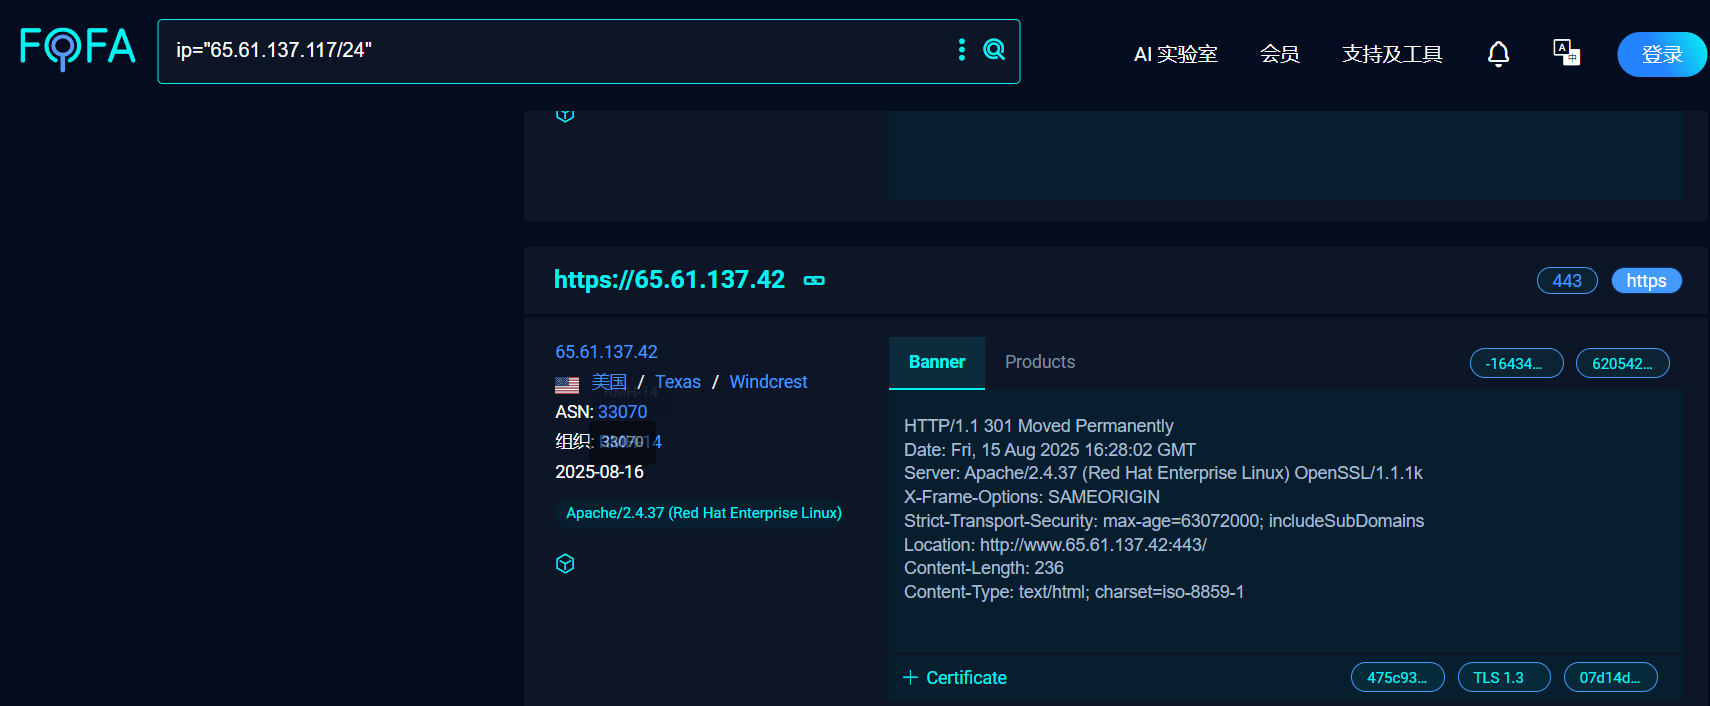 FOFA
ip="65.61.137.117/24"
AI 实验室
会员
支持及工具
登录
https://65.61.137.42
443
https
65.61.137.42
美国 / Texas / Windcrest
RMH-14
ASN: 33070
组织:
33070
2025-08-16
Apache/2.4.37 (Red Hat Enterprise Linux)
Banner
Products
-16434...
620542...
HTTP/1.1 301 Moved Permanently
Date: Fri, 15 Aug 2025 16:28:02 GMT
Server: Apache/2.4.37 (Red Hat Enterprise Linux) OpenSSL/1.1.1k
X-Frame-Options: SAMEORIGIN
Strict-Transport-Security: max-age=63072000; includeSubDomains
Location: http://www.65.61.137.42:443/
Content-Length: 236
Content-Type: text/html; charset=iso-8859-1
+ Certificate
475c93...
TLS 1.3
07d14d...